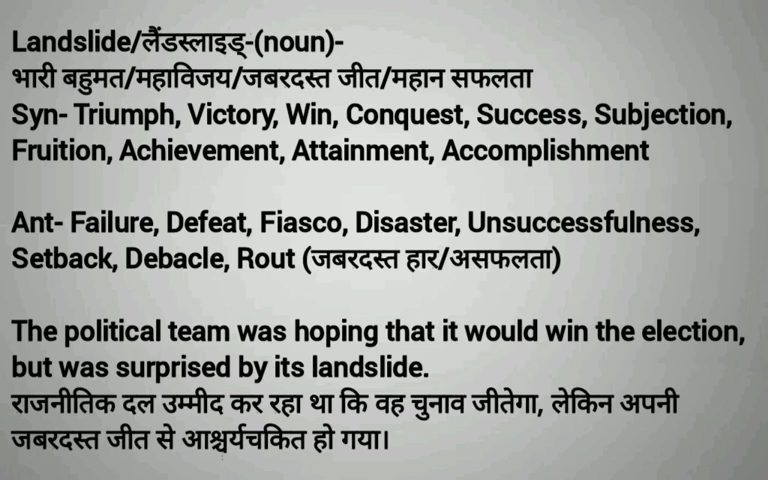 Landslide/लैंडस्लाइड्-(noun)-
भारी बहुमत/महाविजय/जबरदस्त जीत/महान सफलता
Syn- Triumph, Victory, Win, Conquest, Success, Subjection,
Fruition, Achievement, Attainment, Accomplishment
Ant- Failure, Defeat, Fiasco, Disaster, Unsuccessfulness,
Setback, Debacle, Rout (जबरदस्त हार/असफलता)
The political team was hoping that it would win the election,
but was surprised by its landslide.
राजनीतिक दल उम्मीद कर रहा था कि वह चुनाव जीतेगा, लेकिन अपनी
जबरदस्त जीत से आश्चर्यचकित हो गया।